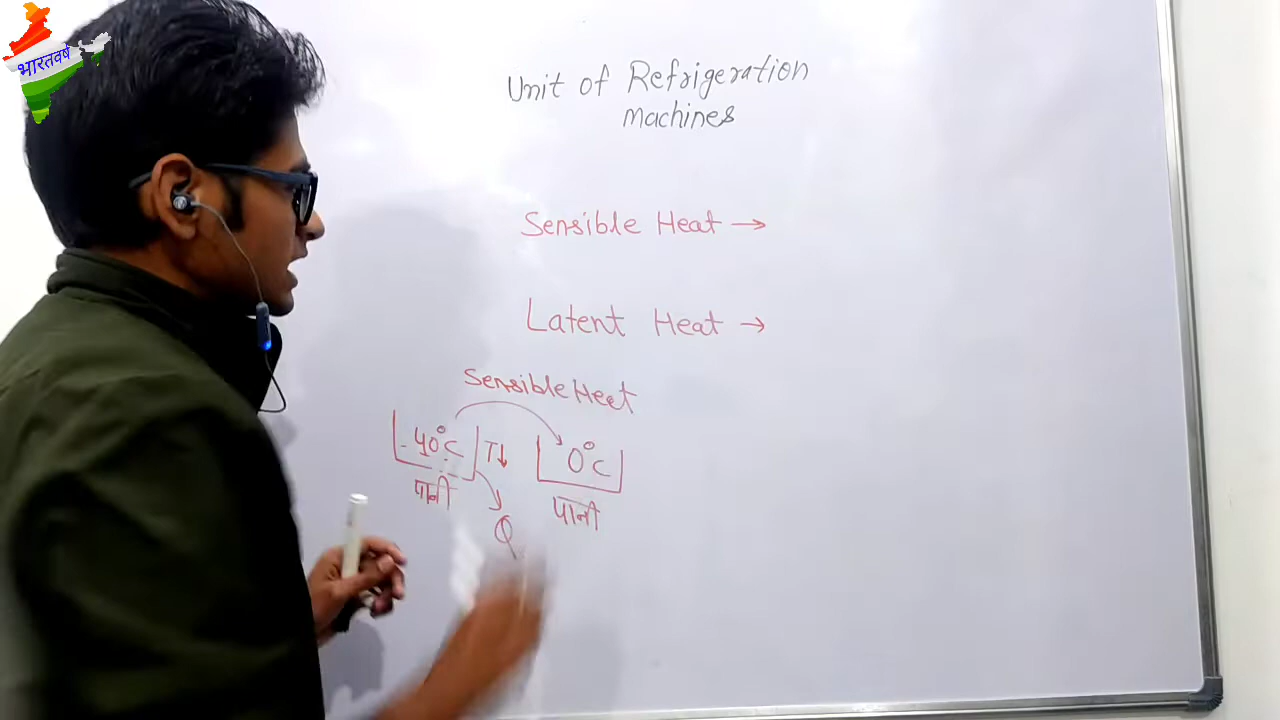 भारतवर्ष
Unit of Refrigeration
Machines
Sensible Heat →
Latent Heat →
Sensible Heat
40°C T↓ 0°C
पानी पानी
Q